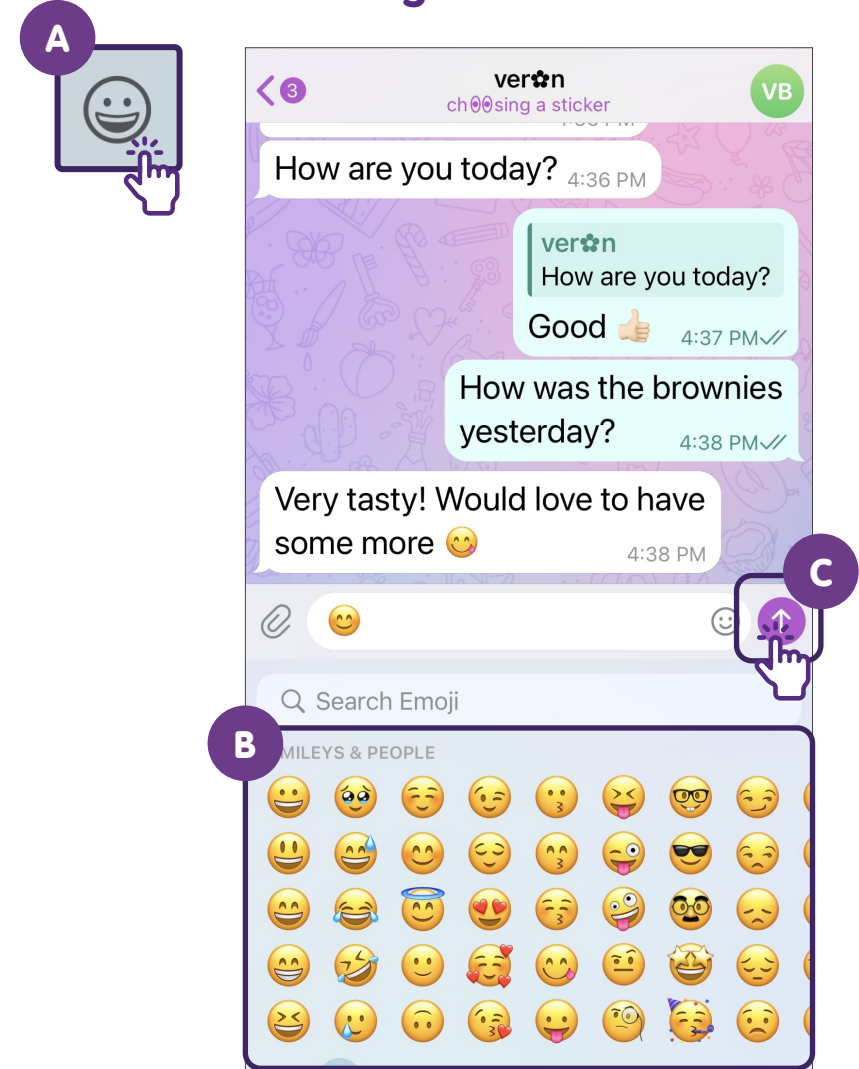 A
3
ver✿n
ch👁👁sing a sticker
VB
How are you today? 4:36 PM
ver✿n
How are you today?
Good 👍🏻 4:37 PM
How was the brownies
yesterday? 4:38 PM
Very tasty! Would love to have
some more 😋 4:38 PM
C
😊
Search Emoji
B
MILEYS & PEOPLE